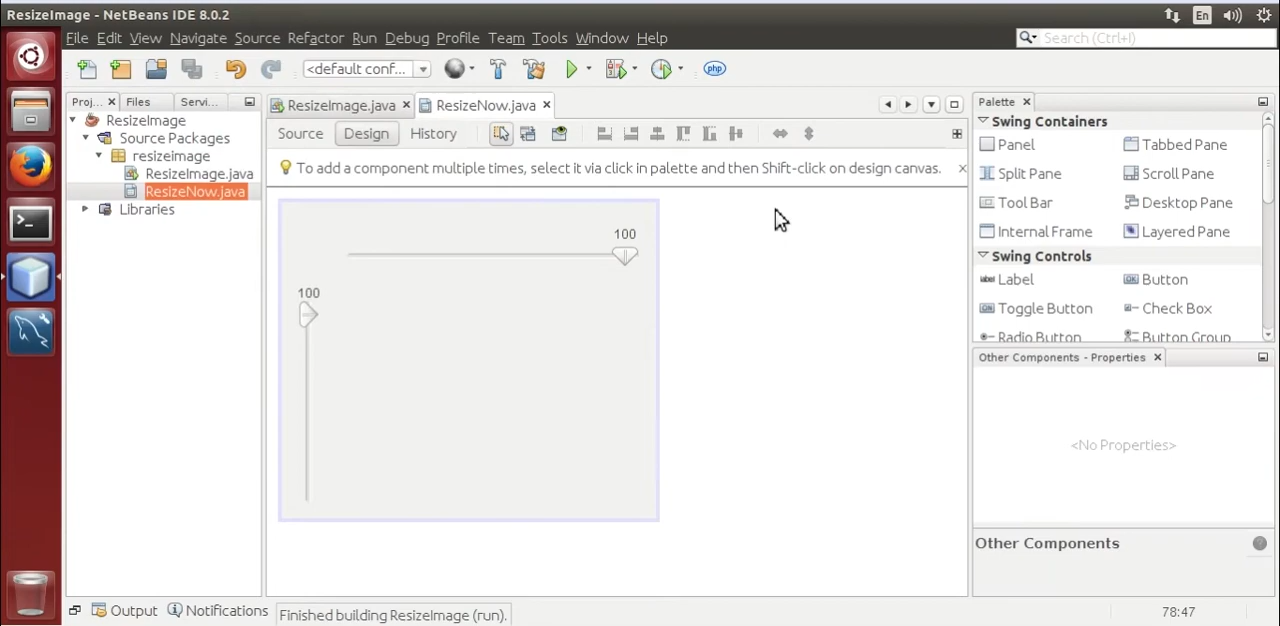 ResizeImage - NetBeans IDE 8.0.2
En
File Edit View Navigate Source Refactor Run Debug Profile Team Tools Window Help
Search (Ctrl+I)
<default conf...
php
Proj... Files Servi...
ResizeImage
Source Packages
resizeimage
ResizeImage.java
ResizeNow.java
Libraries
ResizeImage.java ResizeNow.java
Source Design History
To add a component multiple times, select it via click in palette and then Shift-click on design canvas.
100
100
Palette
Swing Containers
Panel Tabbed Pane
Split Pane Scroll Pane
Tool Bar Desktop Pane
Internal Frame Layered Pane
Swing Controls
label Label OK Button
ON Toggle Button Check Box
Radio Button Button Group
Other Components - Properties
<No Properties>
Other Components
Output Notifications Finished building ResizeImage (run). 78:47